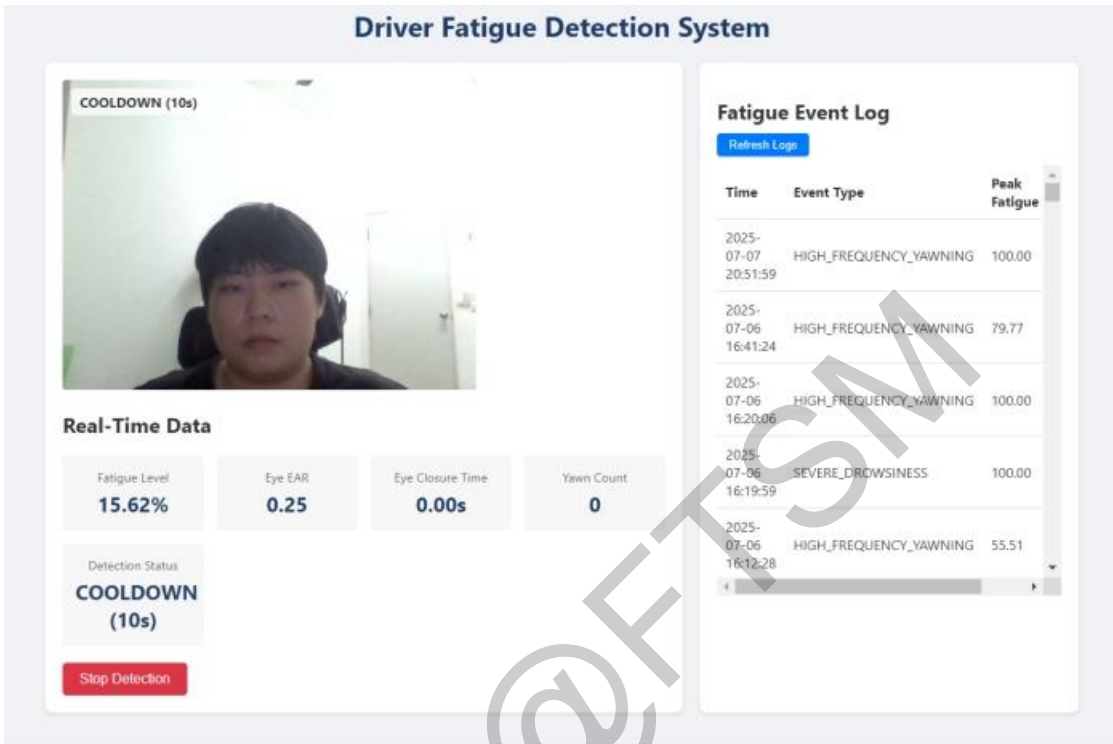 Driver Fatigue Detection System
COOLDOWN (10s)
Real-Time Data
Fatigue Level
15.62%
Eye EAR
0.25
Eye Closure Time
0.00s
Yawn Count
0
Detection Status
COOLDOWN
(10s)
Stop Detection
Fatigue Event Log
Refresh Logs
Time Event Type Peak
Fatigue
2025-
07-07 HIGH_FREQUENCY_YAWNING 100.00
20:51:59
2025-
07-06 HIGH_FREQUENCY_YAWNING 79.77
16:41:24
2025-
07-06 HIGH_FREQUENCY_YAWNING 100.00
16:20:06
2025-
07-06 SEVERE_DROWSINESS 100.00
16:19:59
2025-
07-06 HIGH_FREQUENCY_YAWNING 55.51
16:12:28
@FTSM